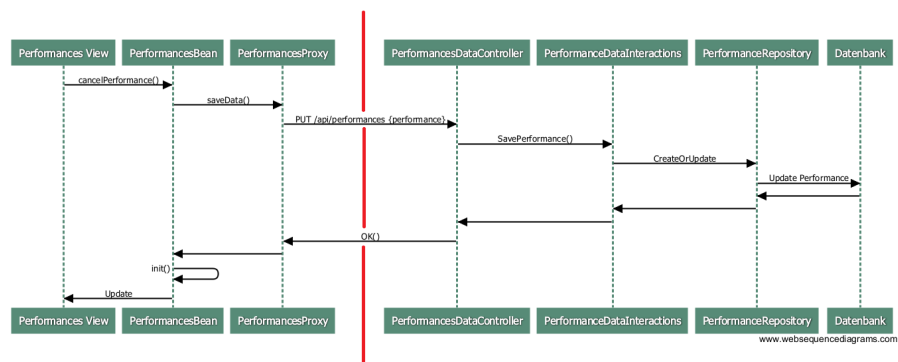 Performances View PerformancesBean PerformancesProxy PerformancesDataController PerformanceDataInteractions PerformanceRepository Datenbank
cancelPerformance()
saveData()
PUT /api/performances {performance}
SavePerformance()
CreateOrUpdate
Update Performance
OK()
init()
Update
Performances View PerformancesBean PerformancesProxy PerformancesDataController PerformanceDataInteractions PerformanceRepository Datenbank
www.websequencediagrams.com